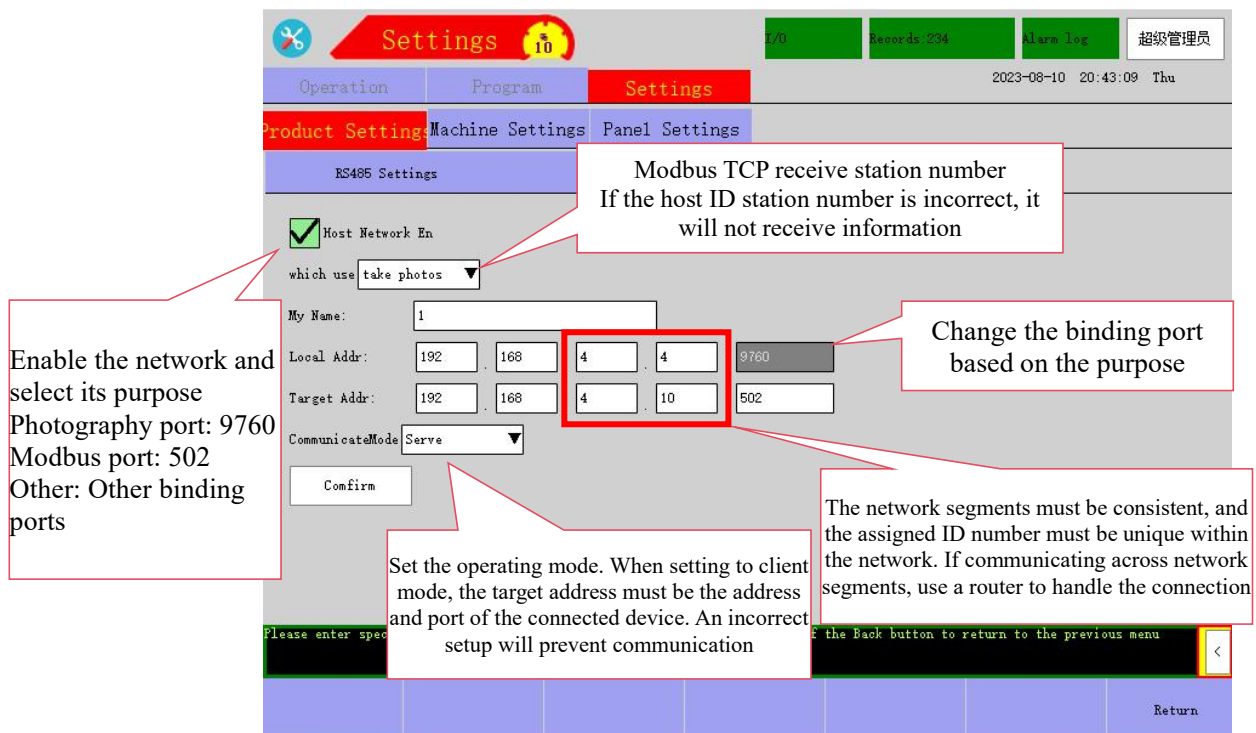 Settings
%
10
I/O
Records:234
Alarm log
超级管理员
Operation
Program
Settings
2023-08-10 20:43:09 Thu
Product Settings
Machine Settings
Panel Settings
RS485 Settings
Modbus TCP receive station number
If the host ID station number is incorrect, it
will not receive information
Host Network En
which use
take photos
My Name:
1
Local Addr:
192 . 168
4 . 4
9760
Target Addr:
192 . 168
4 . 10
502
CommunicateMode
Serve
Comfirm
Change the binding port
based on the purpose
Enable the network and
select its purpose
Photography port: 9760
Modbus port: 502
Other: Other binding
ports
The network segments must be consistent, and
the assigned ID number must be unique within
the network. If communicating across network
segments, use a router to handle the connection
Set the operating mode. When setting to client
mode, the target address must be the address
and port of the connected device. An incorrect
setup will prevent communication
Please enter
the Back button to return to the previous menu
<
Return